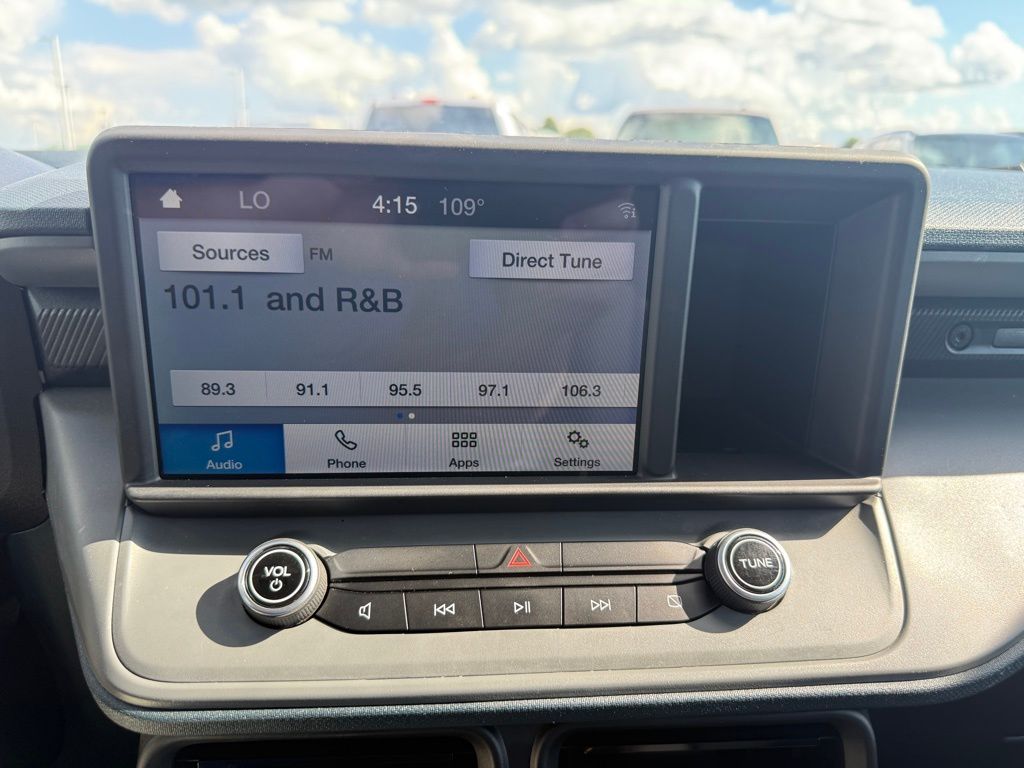 LO 4:15 109°
Sources FM Direct Tune
101.1 and R&B
89.3 91.1 95.5 97.1 106.3
Audio Phone Apps Settings
VOL TUNE